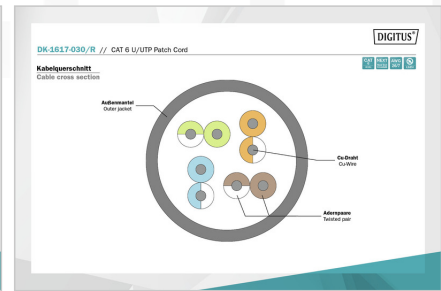 DIGITUS®
DK-1617-030/R // CAT 6 U/UTP Patch Cord
Kabelquerschnitt
Cable cross section
Außenmantel
Outer jacket
Cu-Draht
Cu-Wire
Adernpaare
Twisted pair